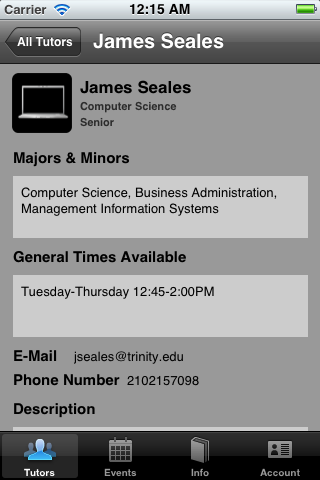 Carrier 12:15 AM
All Tutors James Seales
James Seales
Computer Science
Senior
Majors & Minors
Computer Science, Business Administration,
Management Information Systems
General Times Available
Tuesday-Thursday 12:45-2:00PM
E-Mail jseales@trinity.edu
Phone Number 2102157098
Description
Tutors Events Info Account